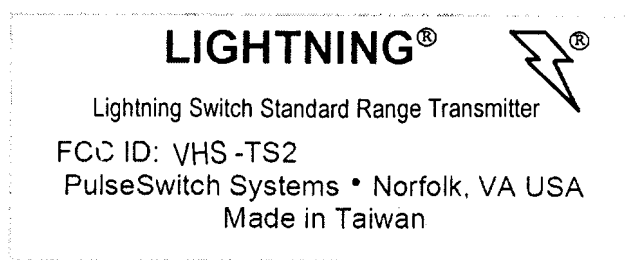 LIGHTNING® ®
Lightning Switch Standard Range Transmitter
FCC ID: VHS -TS2
PulseSwitch Systems • Norfolk, VA USA
Made in Taiwan